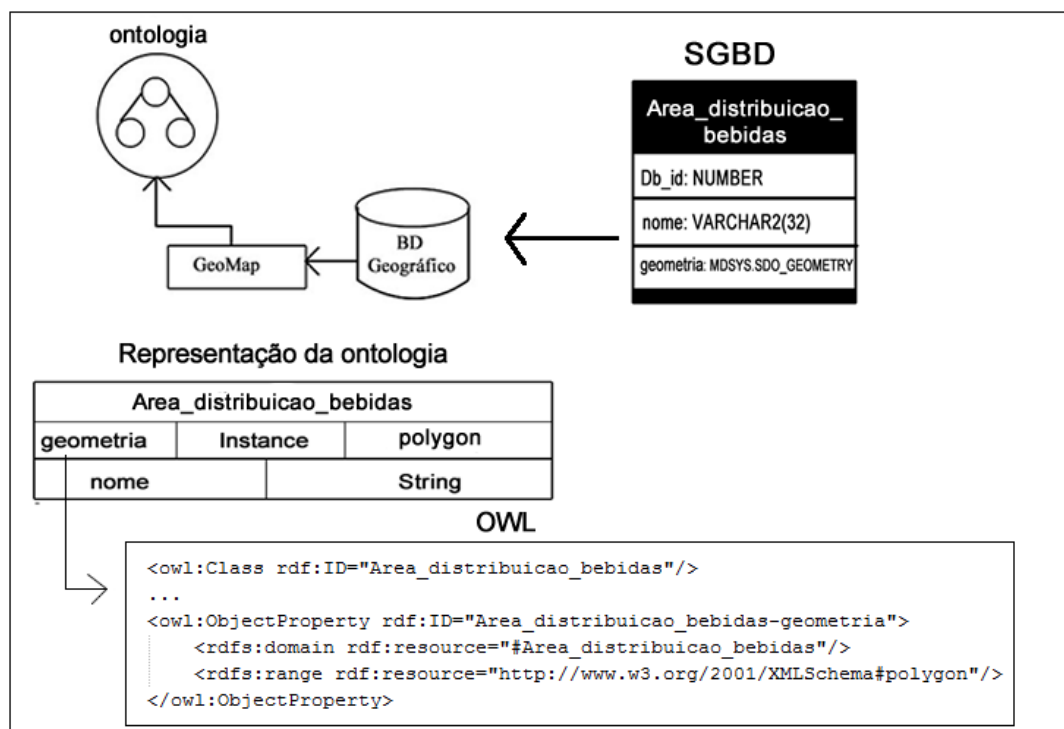 ontologia
SGBD
Area_distribuicao_
bebidas
Db_id: NUMBER
nome: VARCHAR2(32)
geometria: MDSYS.SDO_GEOMETRY
BD
Geográfico
GeoMap
Representação da ontologia
Area_distribuicao_bebidas
geometria Instance polygon
nome String
OWL
<owl:Class rdf:ID="Area_distribuicao_bebidas"/>
...
<owl:ObjectProperty rdf:ID="Area_distribuicao_bebidas-geometria">
<rdfs:domain rdf:resource="#Area_distribuicao_bebidas"/>
<rdfs:range rdf:resource="http://www.w3.org/2001/XMLSchema#polygon"/>
</owl:ObjectProperty>